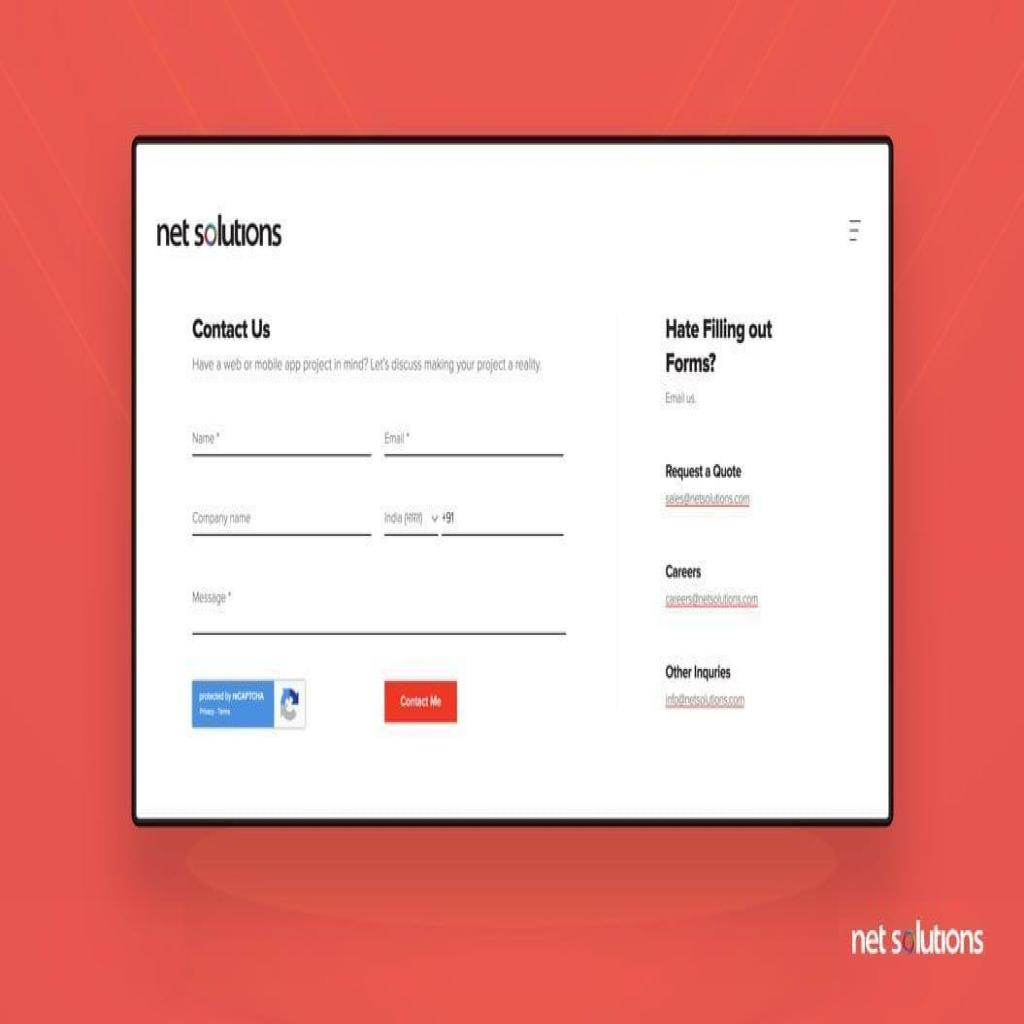 net solutions
Contact Us
Have a web or mobile app project in mind? Let's discuss making your project a reality.
Name *
Email *
Company name
India (भारत)
+91
Message *
protected by reCAPTCHA
Privacy - Terms
Contact Me
Hate Filling out
Forms?
Email us.
Request a Quote
sales@netsolutions.com
Careers
careers@netsolutions.com
Other Inquries
info@netsolutions.com
net solutions